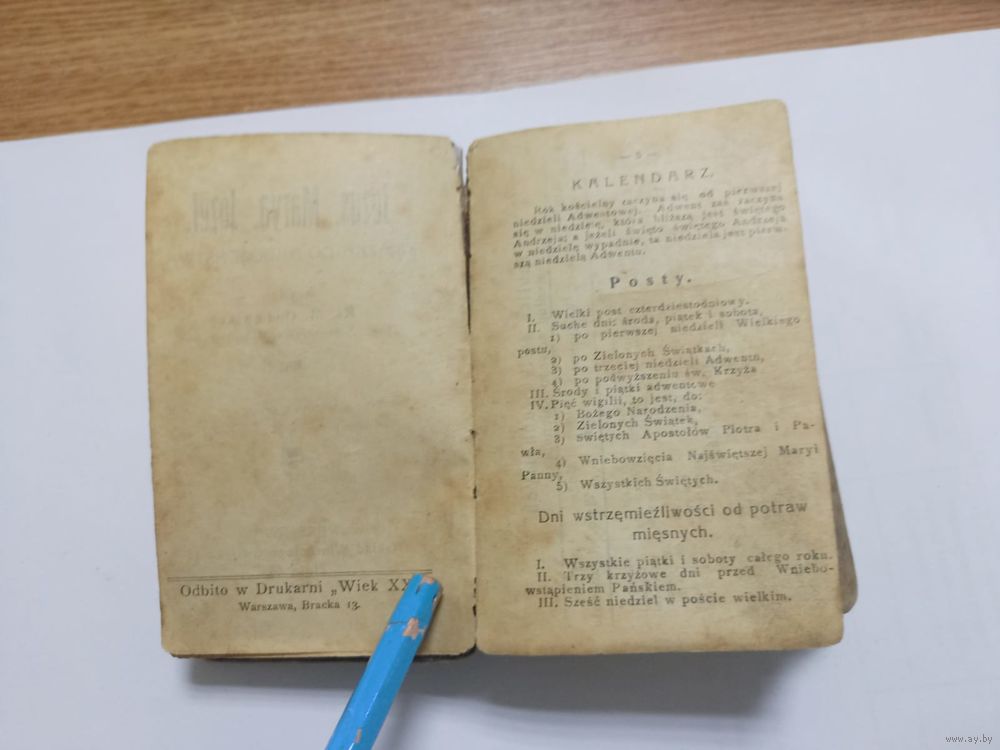 Odbito w Drukarni „Wiek XX
Warszawa, Bracka 13.
— 5 —
KALENDARZ.
Rok kościelny zaczyna się od pierwszej
niedzieli Adwentowej. Adwent zaś zaczyna
się w niedzielę, która bliższą jest świętego
Andrzeja; a jeżeli święto świętego Andrzeja
w niedzielę wypadnie, ta niedziela jest pierw-
szą niedzielą Adwentu.
Posty.
I. Wielki post czterdziestodniowy.
II. Suche dni: środa, piątek i sobota,
1) po pierwszej niedzieli Wielkiego
postu,
2) po Zielonych Świątkach,
3) po trzeciej niedzieli Adwentu,
4) po podwyższeniu św. Krzyża
III. Środy i piątki adwentowe
IV. Pięć wigilii, to jest, do:
1) Bożego Narodzenia,
2) Zielonych Świątek,
3) świętych Apostołów Piotra i Pa-
wła,
4) Wniebowzięcia Najświętszej Maryi
Panny,
5) Wszystkich Świętych.
Dni wstrzęmieźliwości od potraw
mięsnych.
I. Wszystkie piątki i soboty całego roku.
II. Trzy krzyżowe dni przed Wniebo-
wstąpieniem Pańskiem.
III. Sześć niedziel w poście wielkim.
www.ay.by